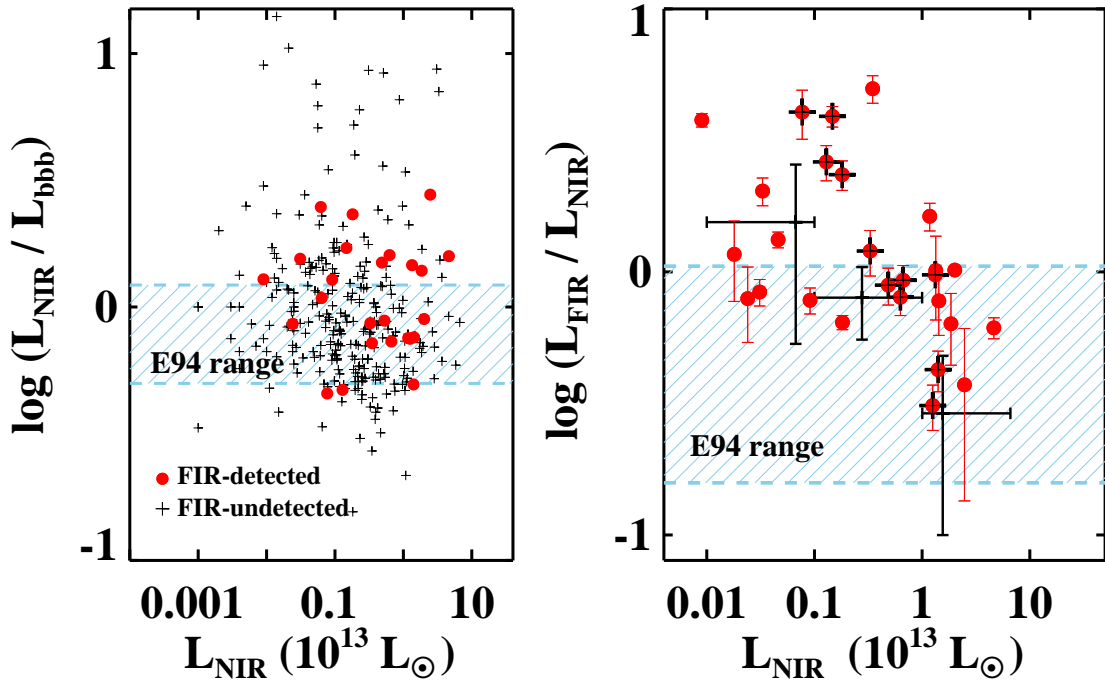 log (L_NIR / L_bbb)
1
0
-1
E94 range
FIR-detected
FIR-undetected
0.001 0.1 10
L_NIR (10^13 L_⊙)
log (L_FIR / L_NIR)
1
0
-1
E94 range
0.01 0.1 1 10
L_NIR (10^13 L_⊙)